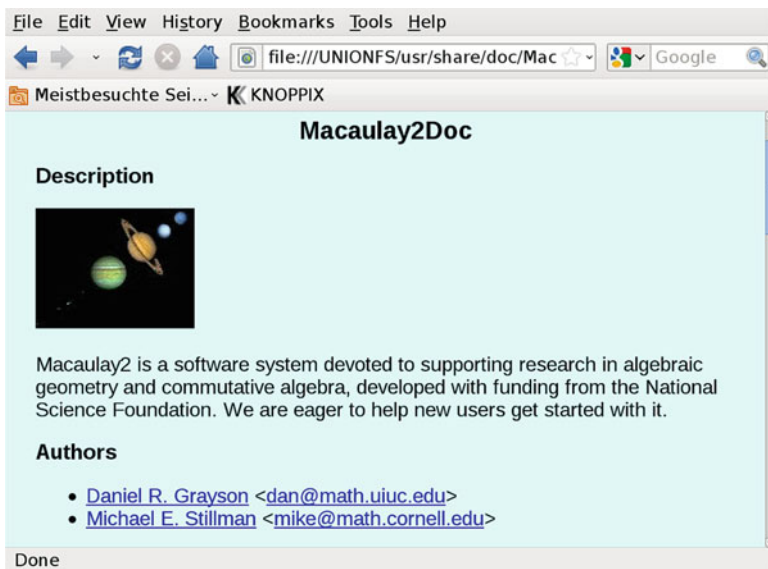 File Edit View History Bookmarks Tools Help
file:///UNIONFS/usr/share/doc/Mac Google
Meistbesuchte Sei... KNOPPIX
Macaulay2Doc
Description
Macaulay2 is a software system devoted to supporting research in algebraic
geometry and commutative algebra, developed with funding from the National
Science Foundation. We are eager to help new users get started with it.
Authors
• Daniel R. Grayson <dan@math.uiuc.edu>
• Michael E. Stillman <mike@math.cornell.edu>
Done